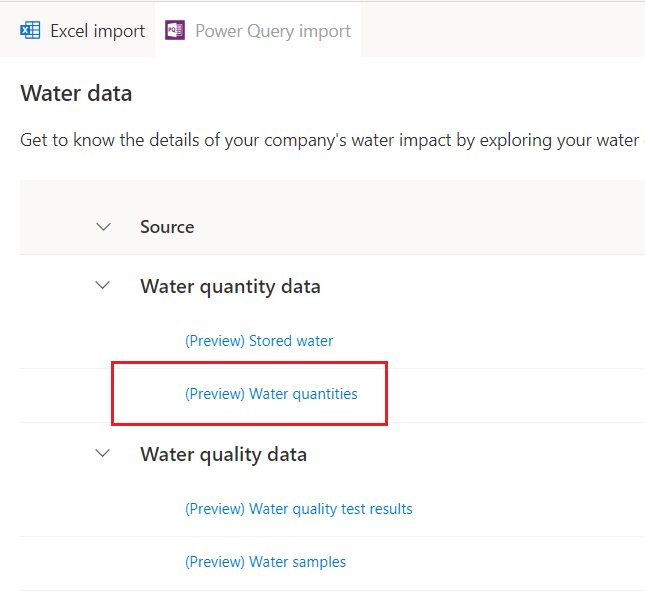 Excel import
Power Query import
Water data
Get to know the details of your company's water impact by exploring your water
Source
Water quantity data
(Preview) Stored water
(Preview) Water quantities
Water quality data
(Preview) Water quality test results
(Preview) Water samples